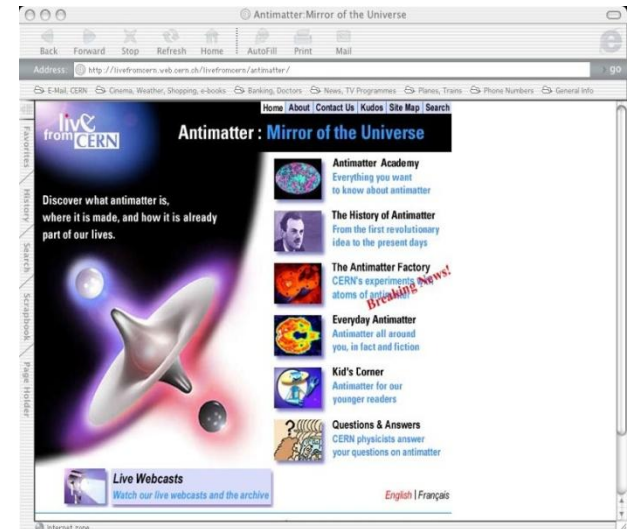 Antimatter:Mirror of the Universe
Back Forward Stop Refresh Home AutoFill Print Mail
Address: http://livefromcern.web.cern.ch/livefromcern/antimatter/ go
E-Mail, CERN Cinema, Weather, Shopping, e-books Banking, Doctors News, TV Programmes Planes, Trains Phone Numbers General Info
Favorites
History
Search
Scrapbook
Page Holder
Home About Contact Us Kudos Site Map Search
live
from CERN
Antimatter : Mirror of the Universe
Discover what antimatter is,
where it is made, and how it is already
part of our lives.
Antimatter Academy
Everything you want
to know about antimatter
The History of Antimatter
From the first revolutionary
idea to the present days
The Antimatter Factory
CERN's experiments
atoms of
Breaking News!
Everyday Antimatter
Antimatter all around
you, in fact and fiction
Kid's Corner
Antimatter for our
younger readers
Questions & Answers
CERN physicists answer
your questions on antimatter
Live Webcasts
Watch our live webcasts and the archive
English | Français
Internet zone